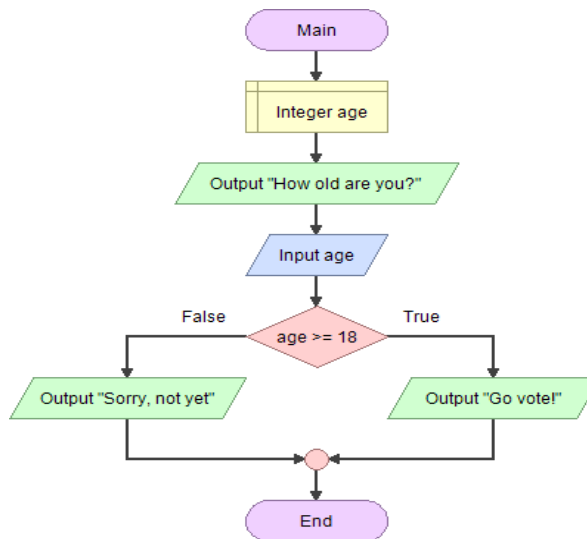 Main
Integer age
Output "How old are you?"
Input age
False
True
age >= 18
Output "Sorry, not yet"
Output "Go vote!"
End